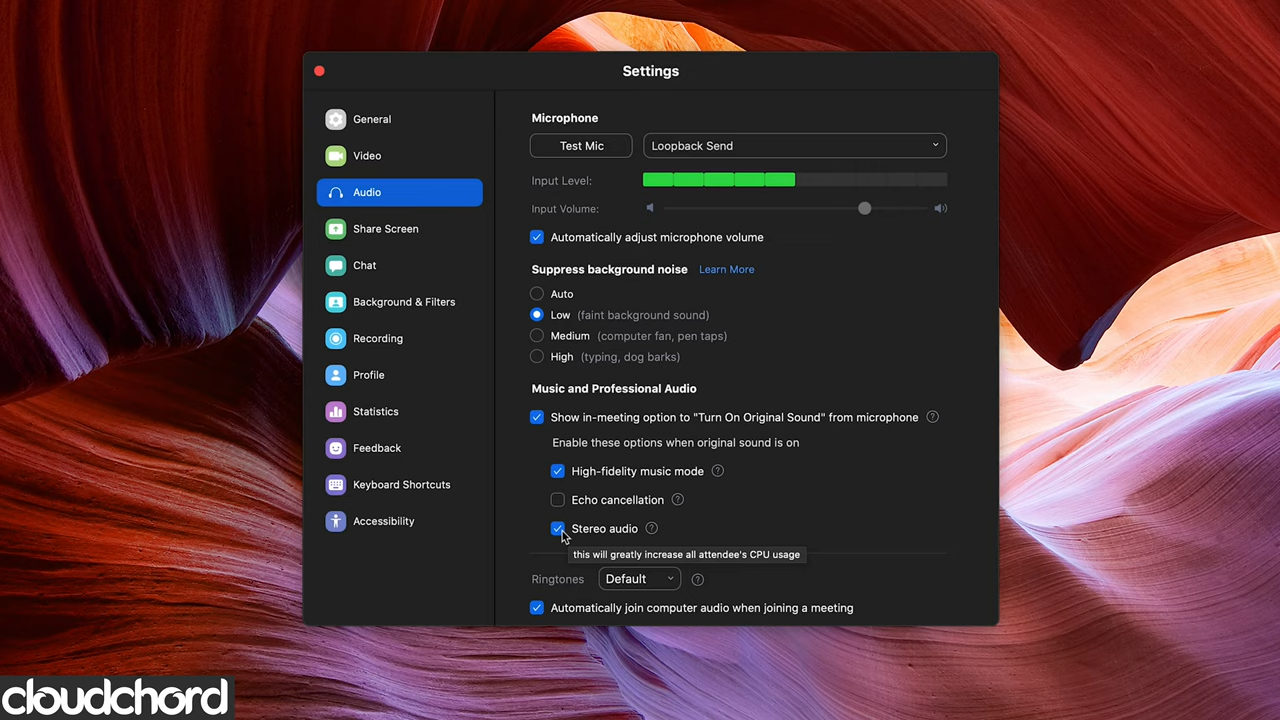 Settings
General
Video
Audio
Share Screen
Chat
Background & Filters
Recording
Profile
Statistics
Feedback
Keyboard Shortcuts
Accessibility
Microphone
Test Mic
Loopback Send
Input Level:
Input Volume:
Automatically adjust microphone volume
Suppress background noise Learn More
Auto
Low (faint background sound)
Medium (computer fan, pen taps)
High (typing, dog barks)
Music and Professional Audio
Show in-meeting option to "Turn On Original Sound" from microphone ?
Enable these options when original sound is on
High-fidelity music mode ?
Echo cancellation ?
Stereo audio ?
this will greatly increase all attendee's CPU usage
Ringtones Default ?
Automatically join computer audio when joining a meeting
cloudchord